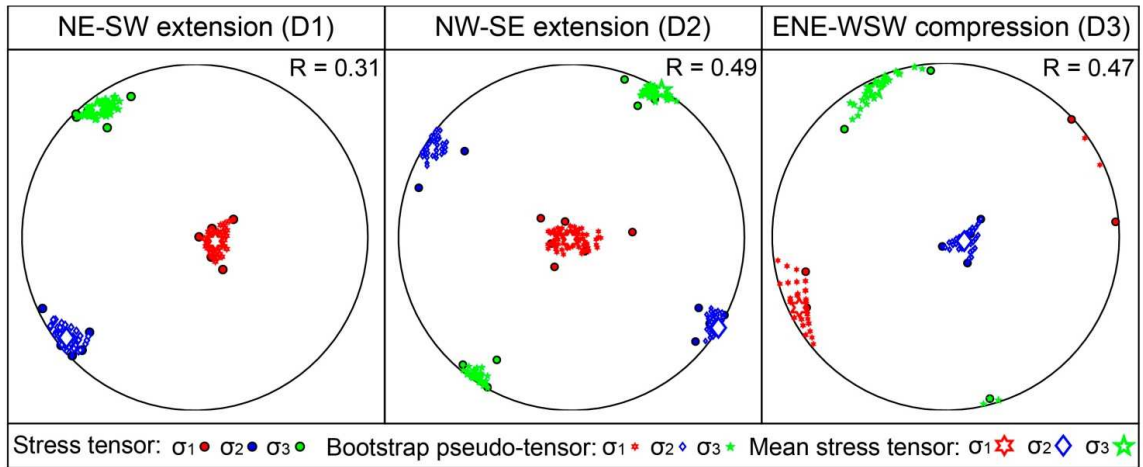 NE-SW extension (D1)
NW-SE extension (D2)
ENE-WSW compression (D3)
R = 0.31
R = 0.49
R = 0.47
Stress tensor: σ1 σ2 σ3 Bootstrap pseudo-tensor: σ1 σ2 σ3 Mean stress tensor: σ1 σ2 σ3